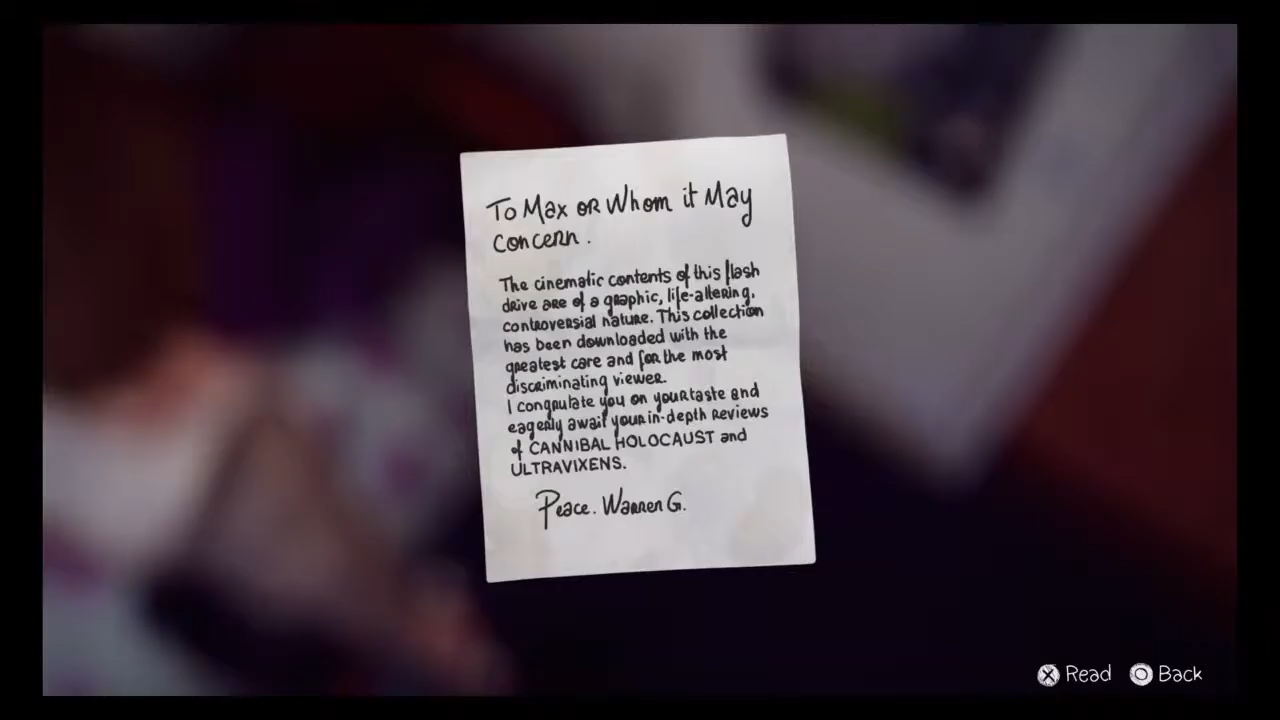 To Max or Whom it May
Concern.
The cinematic contents of this flash
drive are of a graphic, life-altering,
controversial nature. This collection
has been downloaded with the
greatest care and for the most
discriminating viewer.
I congrulate you on your taste and
eagerly await your in-depth reviews
of CANNIBAL HOLOCAUST and
ULTRAVIXENS.
Peace. Warren G.
Read
Back